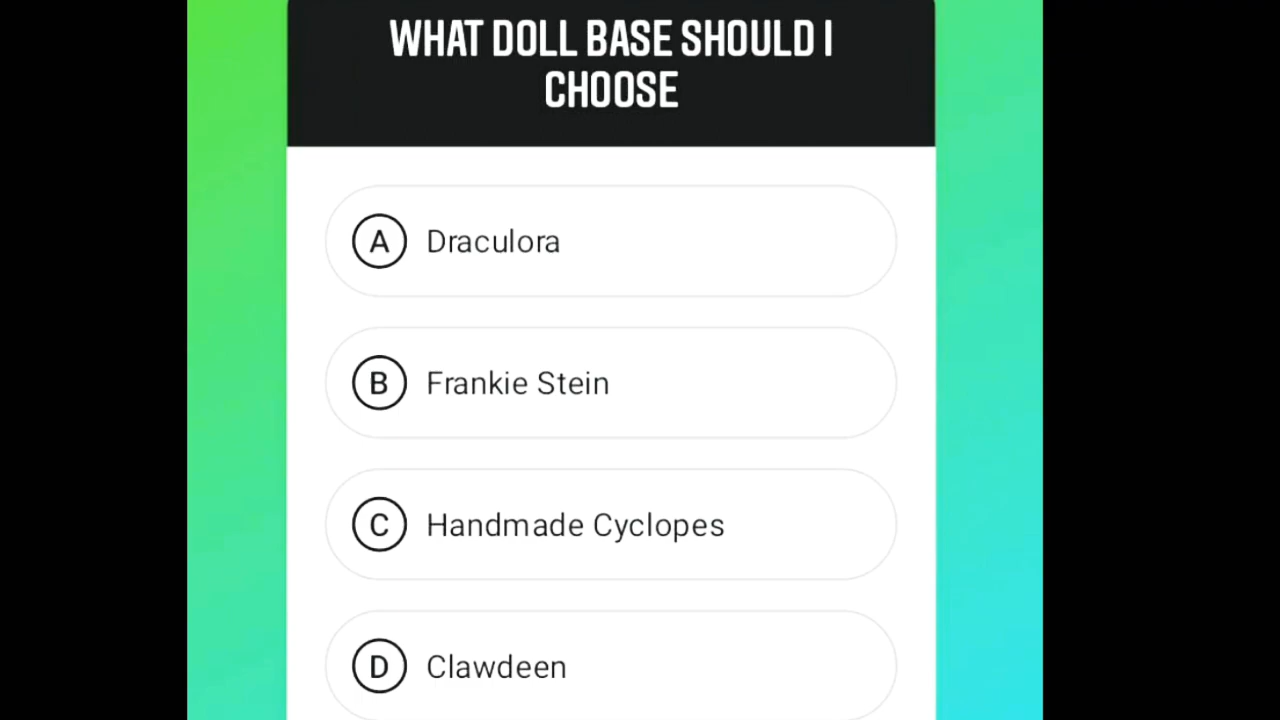 WHAT DOLL BASE SHOULD I
CHOOSE
A Draculora
B Frankie Stein
C Handmade Cyclopes
D Clawdeen